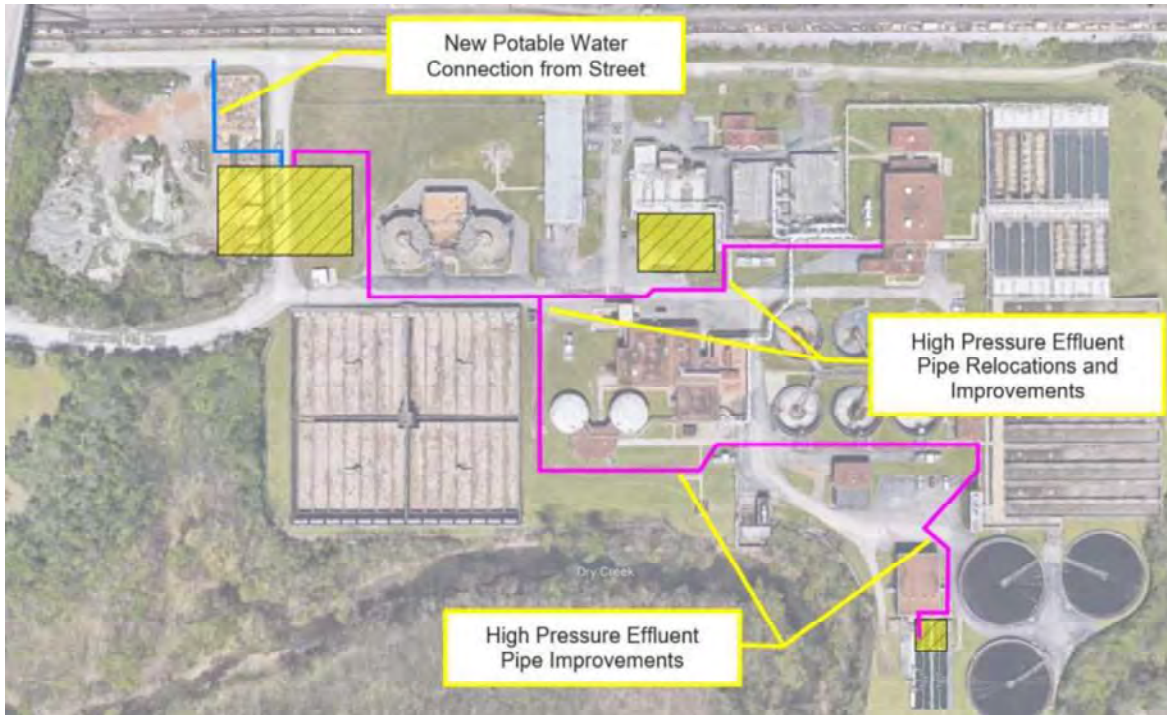 New Potable Water
Connection from Street
High Pressure Effluent
Pipe Relocations and
Improvements
Dry Creek
High Pressure Effluent
Pipe Improvements